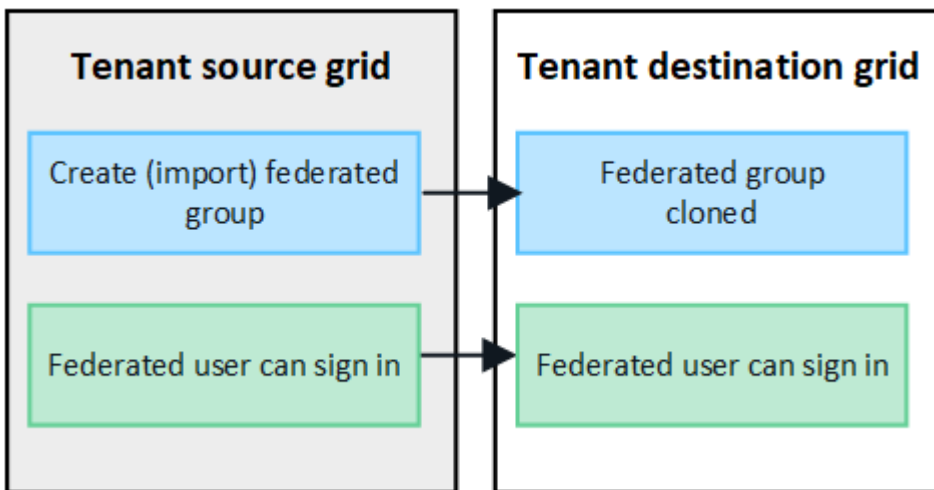 Tenant source grid
Create (import) federated
group
Federated user can sign in
Tenant destination grid
Federated group
cloned
Federated user can sign in